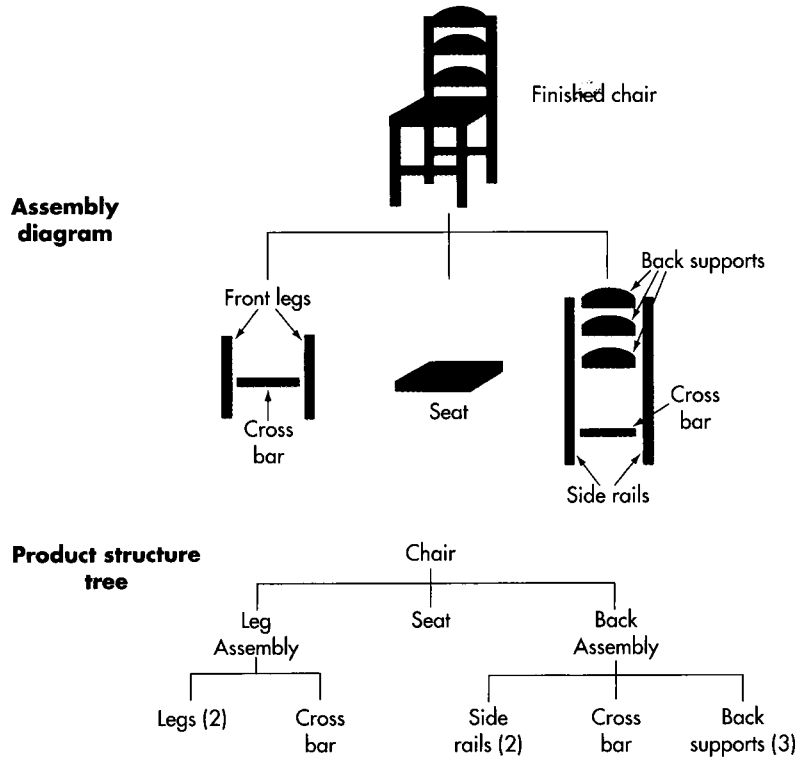 Finished chair
Assembly
diagram
Back supports
Front legs
Cross
bar
Seat
Cross
bar
Side rails
Product structure
tree
Chair
Leg
Assembly
Seat
Back
Assembly
Legs (2)
Cross
bar
Side
rails (2)
Cross
bar
Back
supports (3)